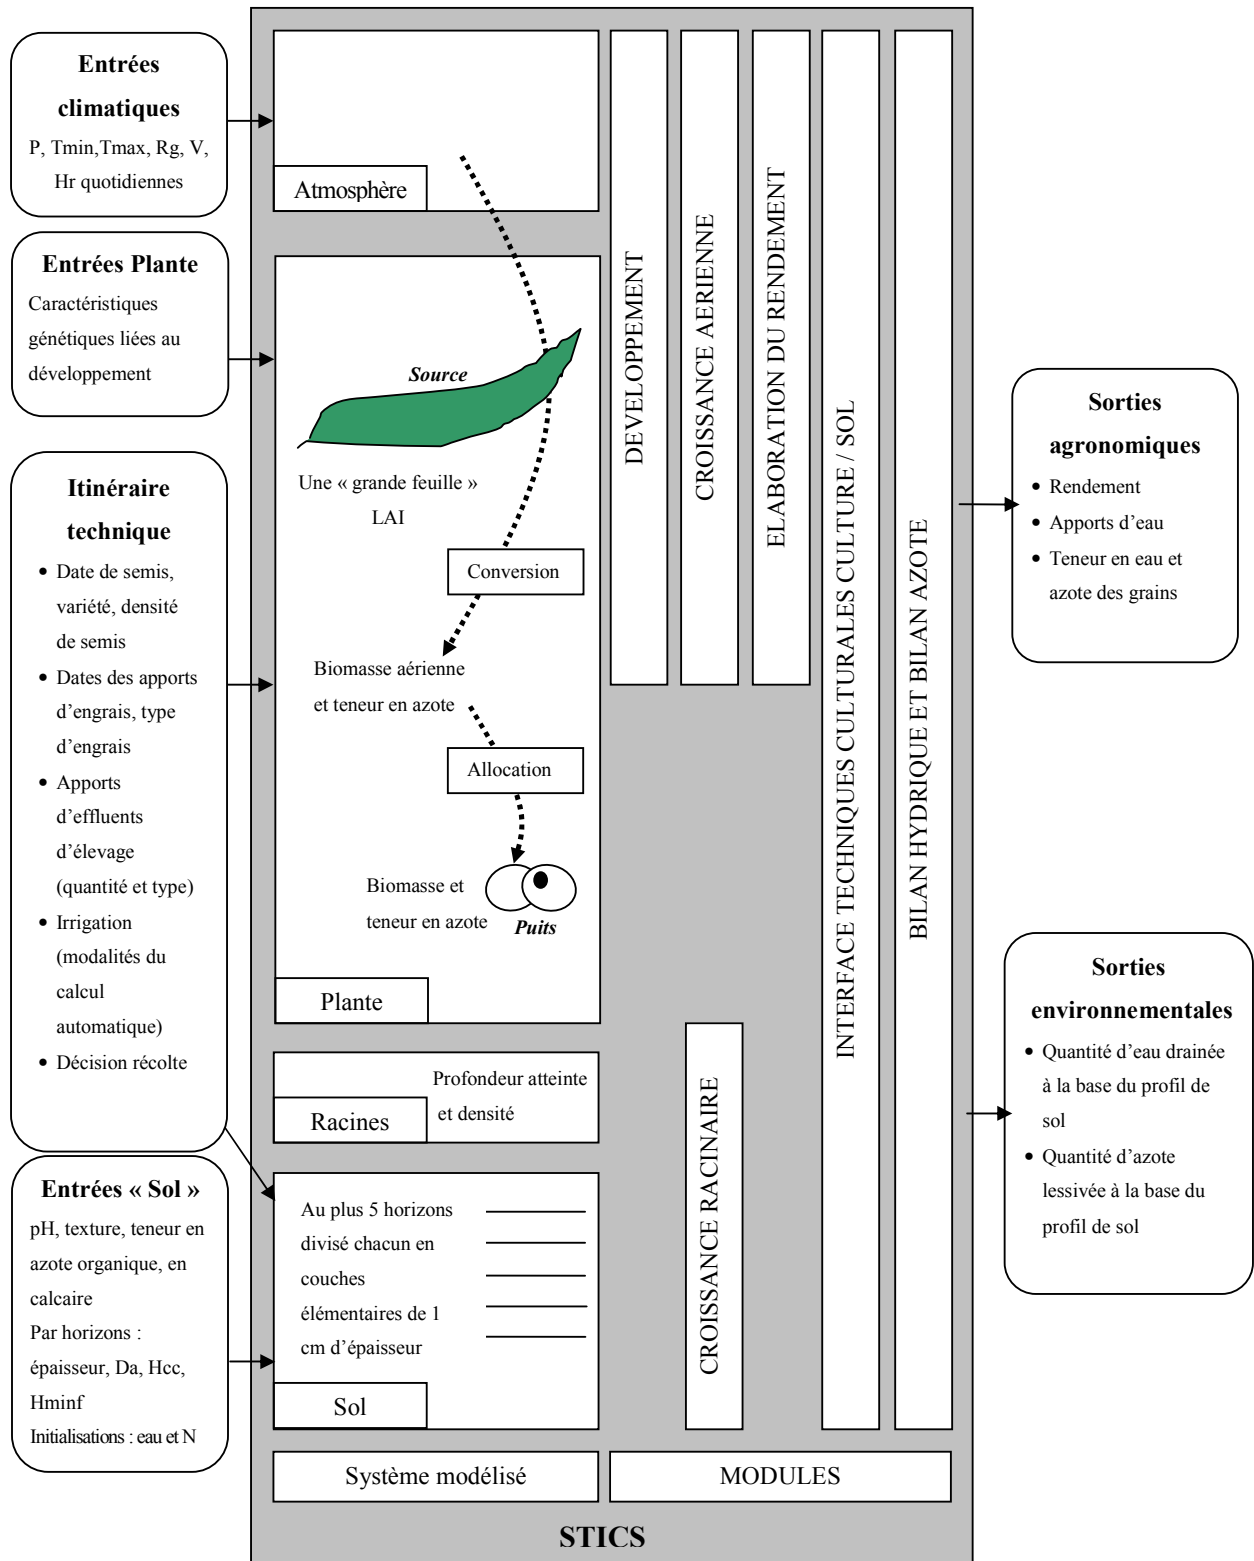 Entrées
climatiques
P, Tmin,Tmax, Rg, V,
Hr quotidiennes
Entrées Plante
Caractéristiques
génétiques liées au
développement
Itinéraire
technique
• Date de semis,
variété, densité
de semis
• Dates des apports
d'engrais, type
d'engrais
• Apports
d'effluents
d'élevage
(quantité et type)
• Irrigation
(modalités du
calcul
automatique)
• Décision récolte
Entrées « Sol »
pH, texture, teneur en
azote organique, en
calcaire
Par horizons :
épaisseur, Da, Hcc,
Hminf
Initialisations : eau et N
Atmosphère
Source
Une « grande feuille »
LAI
Conversion
Biomasse aérienne
et teneur en azote
Allocation
Biomasse et
teneur en azote
Puits
Plante
Profondeur atteinte
et densité
Racines
Au plus 5 horizons
divisé chacun en
couches
élémentaires de 1
cm d'épaisseur
Sol
Système modélisé
DEVELOPPEMENT
CROISSANCE AERIENNE
ELABORATION DU RENDEMENT
INTERFACE TECHNIQUES CULTURALES CULTURE / SOL
BILAN HYDRIQUE ET BILAN AZOTE
CROISSANCE RACINAIRE
MODULES
STICS
Sorties
agronomiques
• Rendement
• Apports d'eau
• Teneur en eau et
azote des grains
Sorties
environnementales
• Quantité d'eau drainée
à la base du profil de
sol
• Quantité d'azote
lessivée à la base du
profil de sol